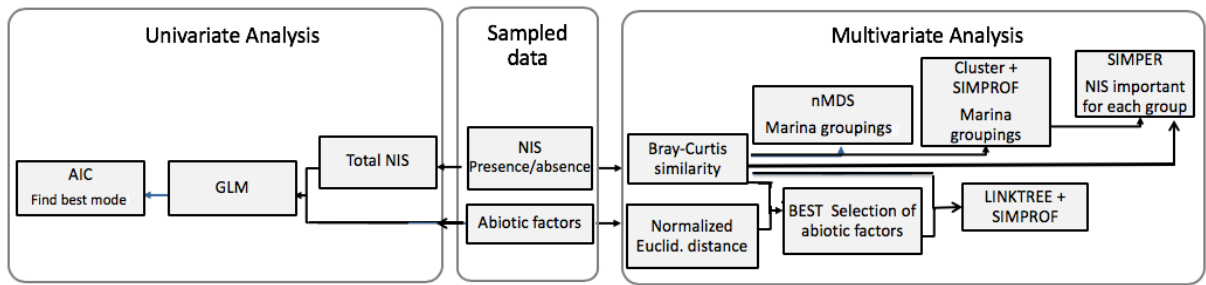 Univariate Analysis
AIC
Find best mode
GLM
Total NIS
Sampled
data
NIS
Presence/absence
Abiotic factors
Multivariate Analysis
Bray-Curtis
similarity
Normalized
Euclid. distance
nMDS
Marina groupings
Cluster +
SIMPROF
Marina
groupings
SIMPER
NIS important
for each group
BEST Selection of
abiotic factors
LINKTREE +
SIMPROF